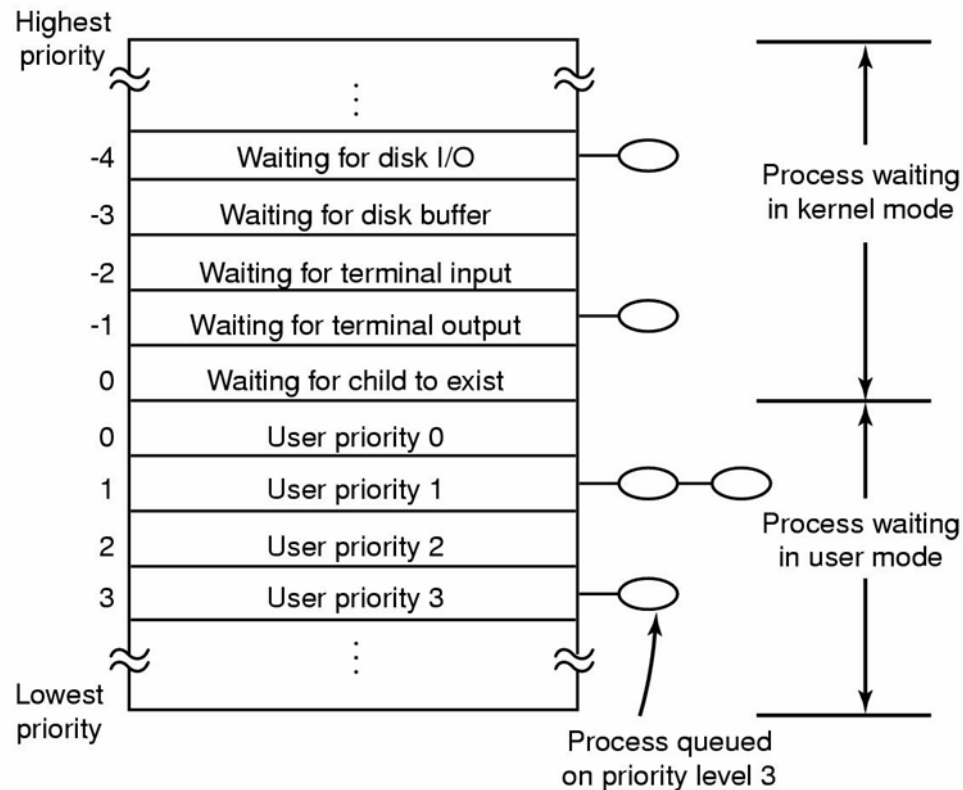 Highest
priority
-4 Waiting for disk I/O
-3 Waiting for disk buffer
-2 Waiting for terminal input
-1 Waiting for terminal output
0 Waiting for child to exist
0 User priority 0
1 User priority 1
2 User priority 2
3 User priority 3
Lowest
priority
Process waiting
in kernel mode
Process waiting
in user mode
Process queued
on priority level 3